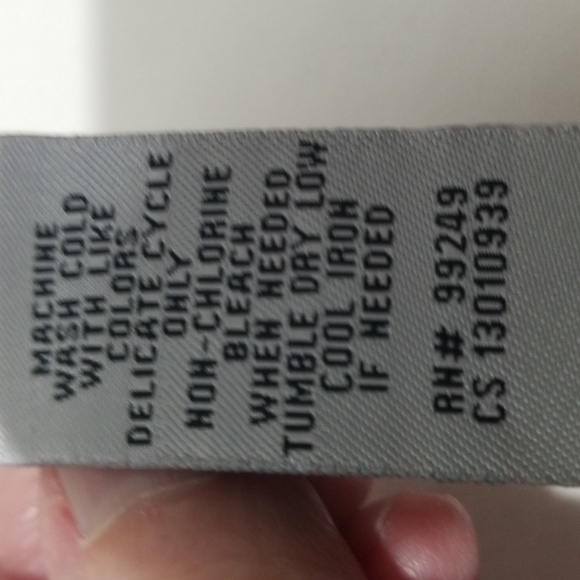 MACHINE
WASH COLD
WITH LIKE
COLORS
DELICATE CYCLE
ONLY
NON-CHLORINE
BLEACH
WHEN NEEDED
TUMBLE DRY LOW
COOL IRON
IF NEEDED
RN# 99249
CS 13010939